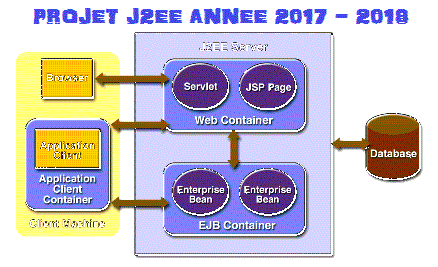 PROJET J2EE ANNEE 2017 - 2018
J2EE Server
Browser
Servlet
JSP Page
Web Container
Application
Client
Application
Client
Container
Client Machine
Enterprise
Bean
Enterprise
Bean
EJB Container
Database